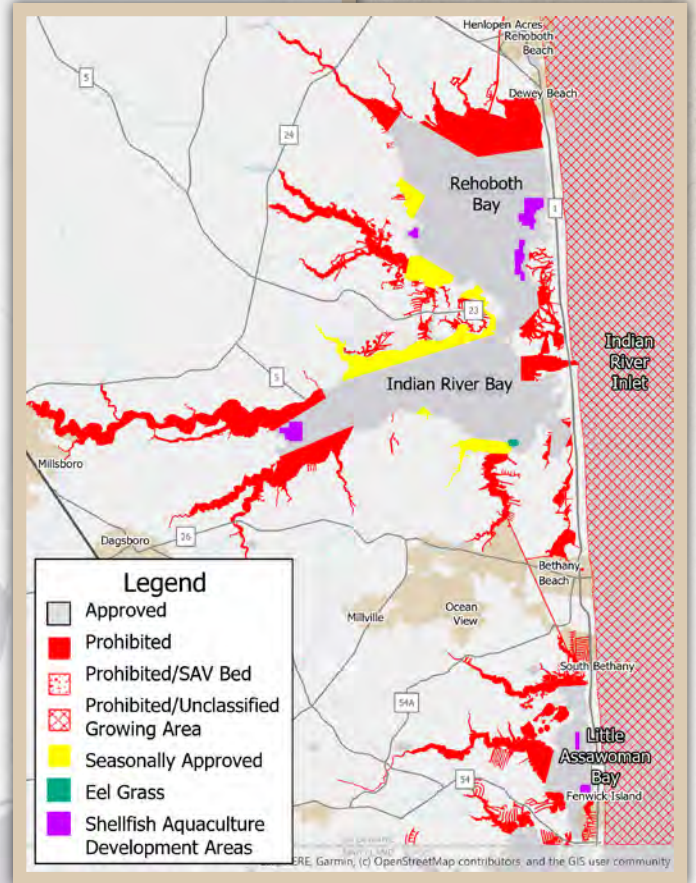 Henlopen Acres
Rehoboth
Beach
5
Dewey Beach
24
Rehoboth
Bay
1
23
Indian
River
Inlet
5
Indian River Bay
Millsboro
Dagsboro
26
Bethany
Beach
Millville
Ocean
View
South Bethany
54A
Little
Assawoman
Bay
54
Fenwick Island
Legend
Approved
Prohibited
Prohibited/SAV Bed
Prohibited/Unclassified
Growing Area
Seasonally Approved
Eel Grass
Shellfish Aquaculture
Development Areas
Garmin, (c) OpenStreetMap contributors, and the GIS user community